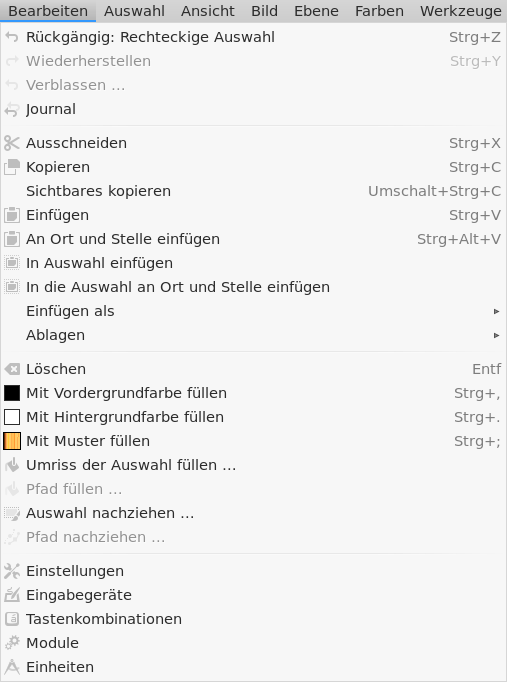 Bearbeiten Auswahl Ansicht Bild Ebene Farben Werkzeuge
Rückgängig: Rechteckige Auswahl Strg+Z
Wiederherstellen Strg+Y
Verblassen …
Journal
Ausschneiden Strg+X
Kopieren Strg+C
Sichtbares kopieren Umschalt+Strg+C
Einfügen Strg+V
An Ort und Stelle einfügen Strg+Alt+V
In Auswahl einfügen
In die Auswahl an Ort und Stelle einfügen
Einfügen als
Ablagen
Löschen Entf
Mit Vordergrundfarbe füllen Strg+,
Mit Hintergrundfarbe füllen Strg+.
Mit Muster füllen Strg+;
Umriss der Auswahl füllen …
Pfad füllen …
Auswahl nachziehen …
Pfad nachziehen …
Einstellungen
Eingabegeräte
Tastenkombinationen
Module
Einheiten